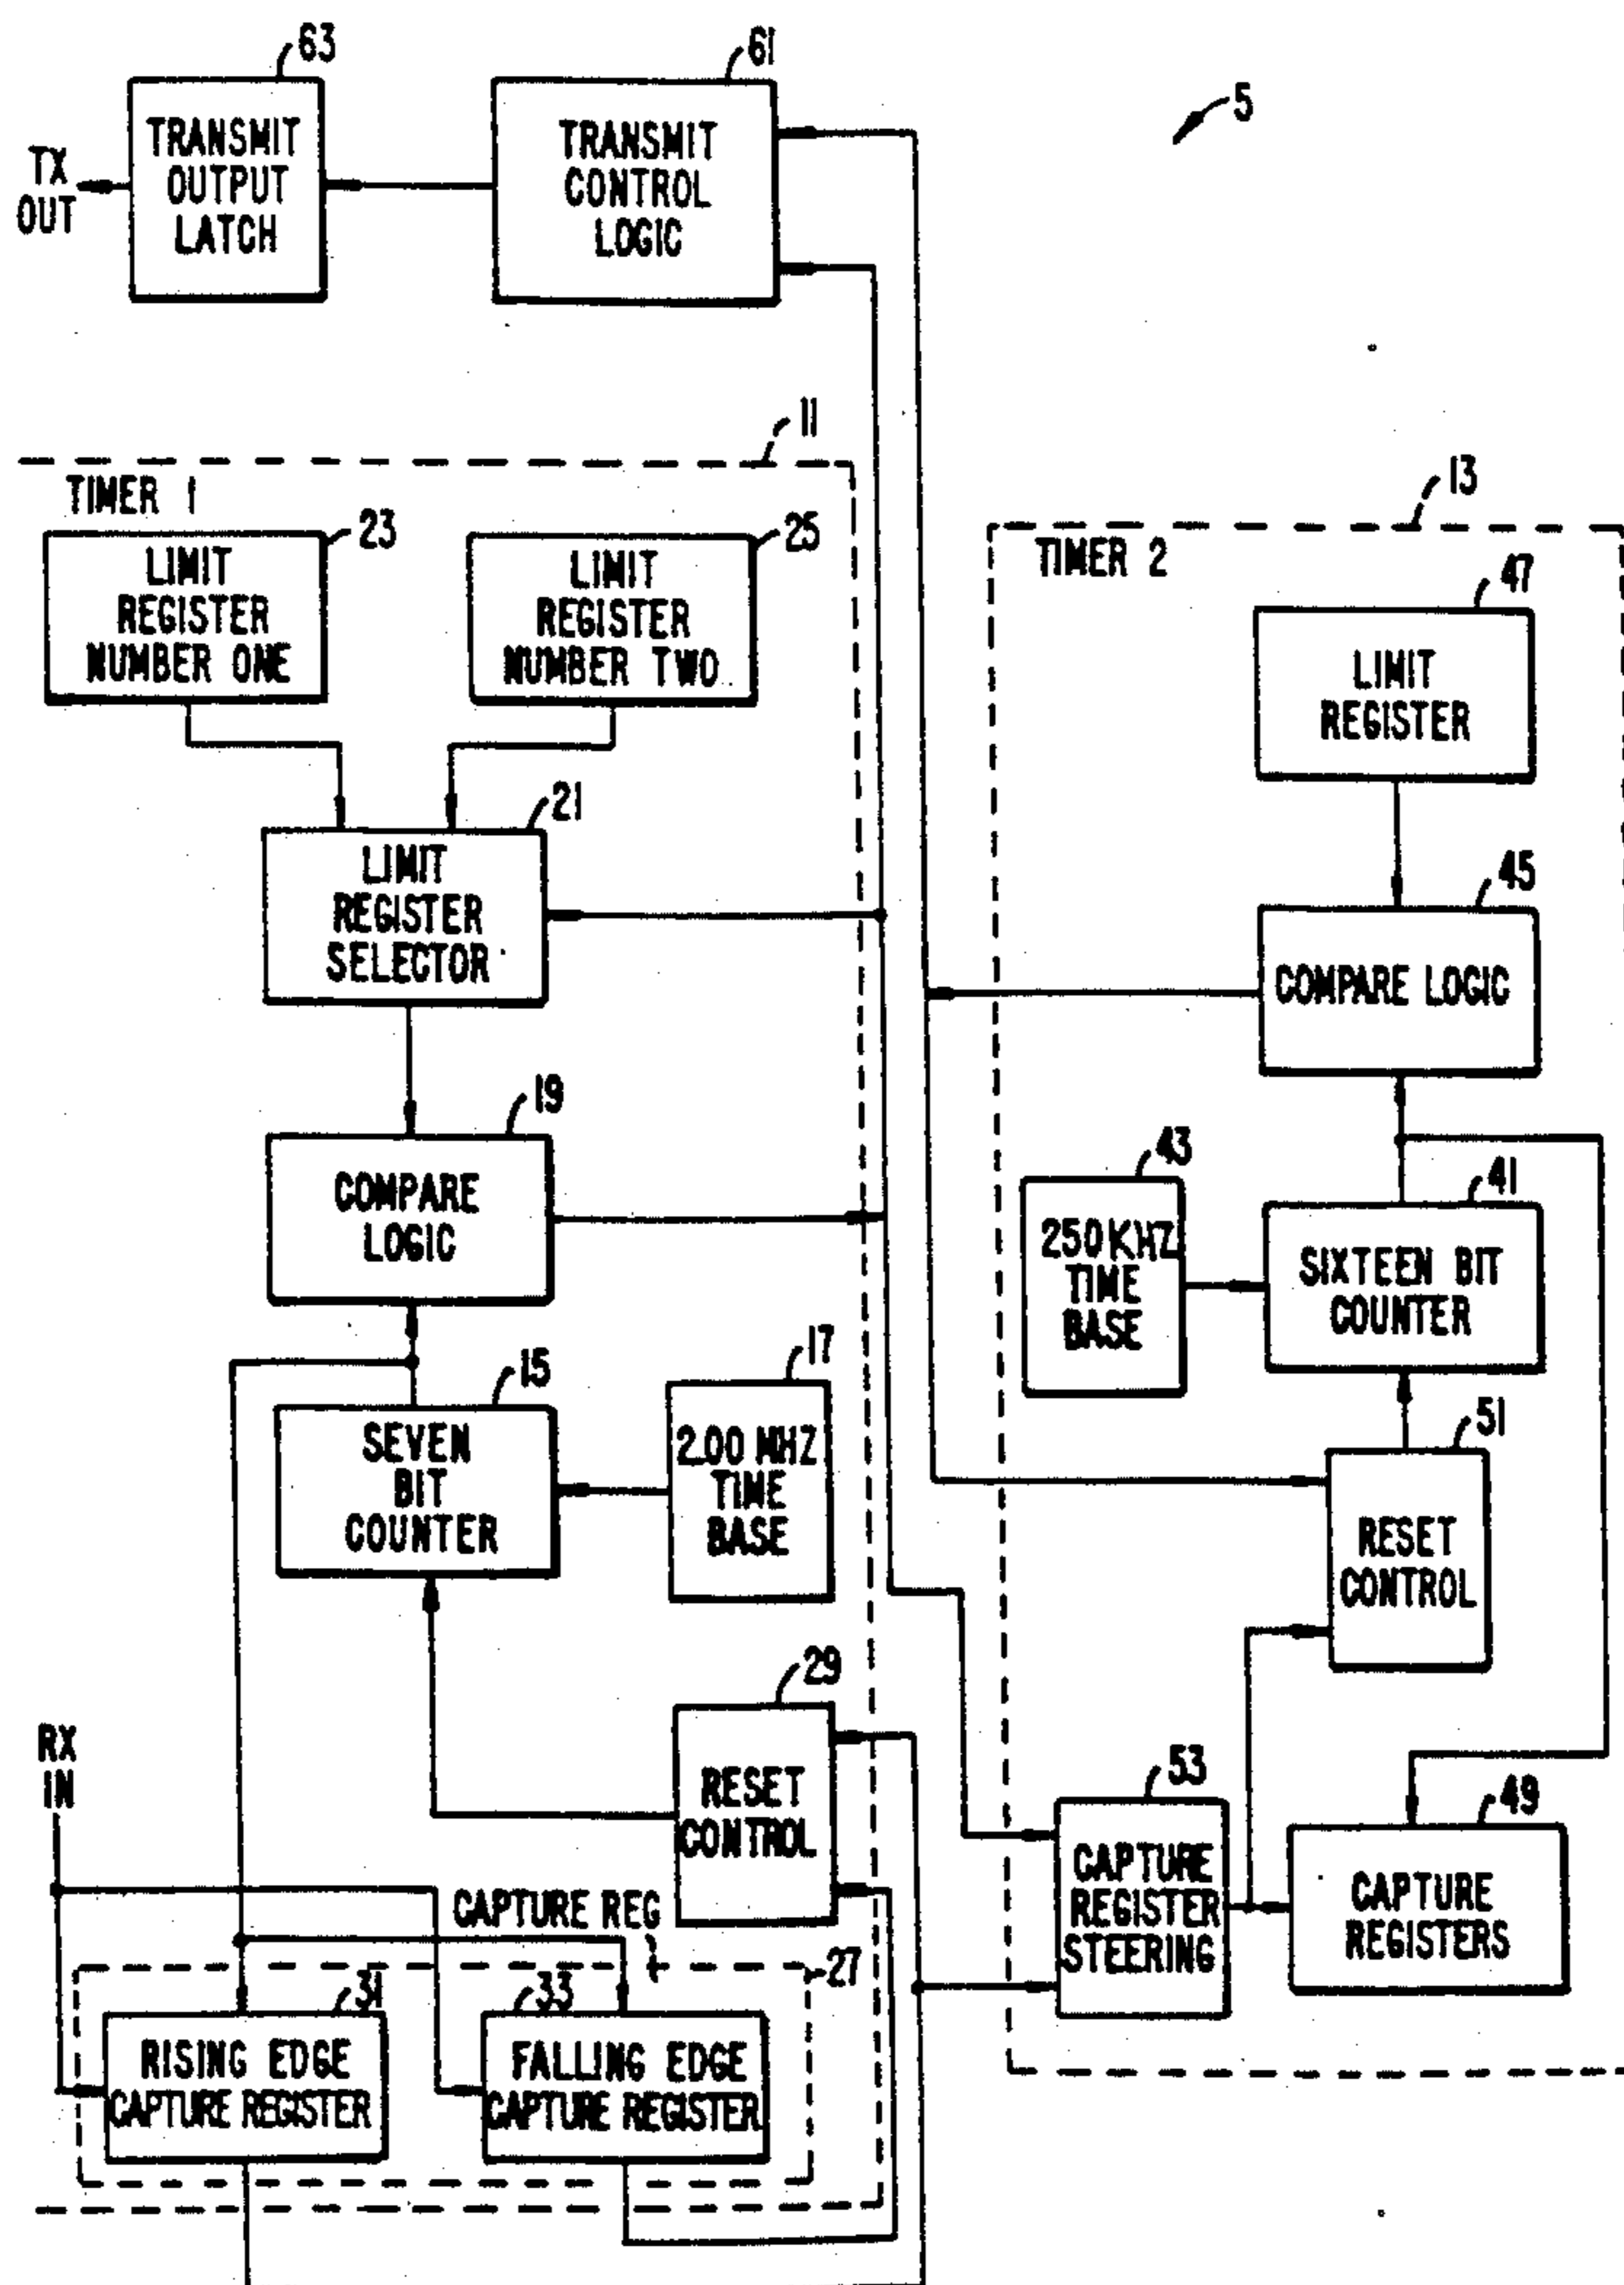 63
TRANSMIT
OUTPUT
LATCH
TX
OUT
61
TRANSMIT
CONTROL
LOGIC
5
11
TIMER 1
23
LIMIT
REGISTER
NUMBER ONE
25
LIMIT
REGISTER
NUMBER TWO
21
LIMIT
REGISTER
SELECTOR
19
COMPARE
LOGIC
15
SEVEN
BIT
COUNTER
17
2.00 MHZ
TIME
BASE
29
RESET
CONTROL
RX
IN
CAPTURE REG
27
31
RISING EDGE
CAPTURE REGISTER
33
FALLING EDGE
CAPTURE REGISTER
13
TIMER 2
47
LIMIT
REGISTER
45
COMPARE LOGIC
43
250 KHZ
TIME
BASE
41
SIXTEEN BIT
COUNTER
51
RESET
CONTROL
53
CAPTURE
REGISTER
STEERING
49
CAPTURE
REGISTERS